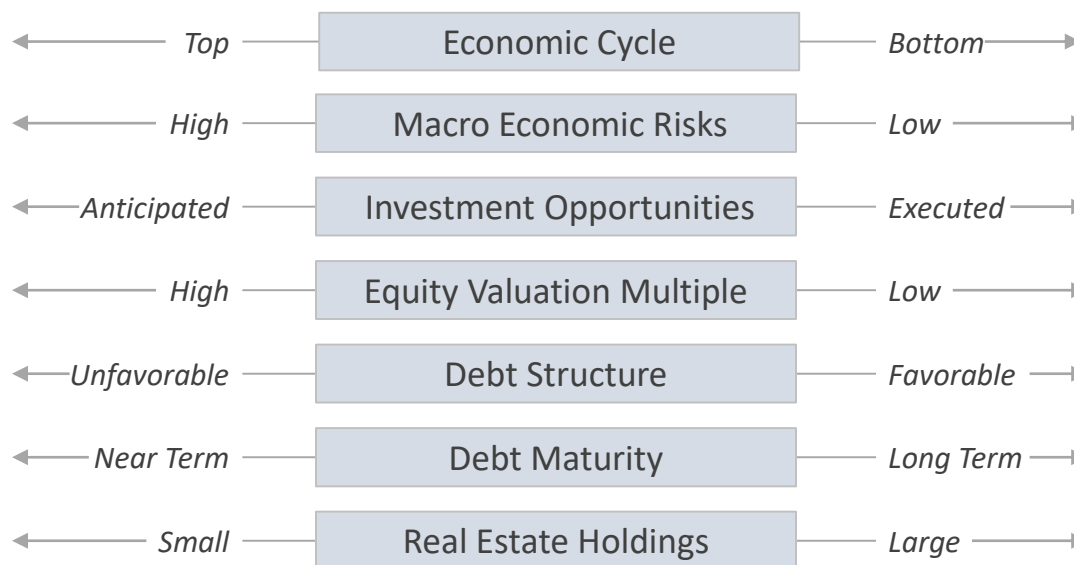 Top Economic Cycle Bottom
High Macro Economic Risks Low
Anticipated Investment Opportunities Executed
High Equity Valuation Multiple Low
Unfavorable Debt Structure Favorable
Near Term Debt Maturity Long Term
Small Real Estate Holdings Large